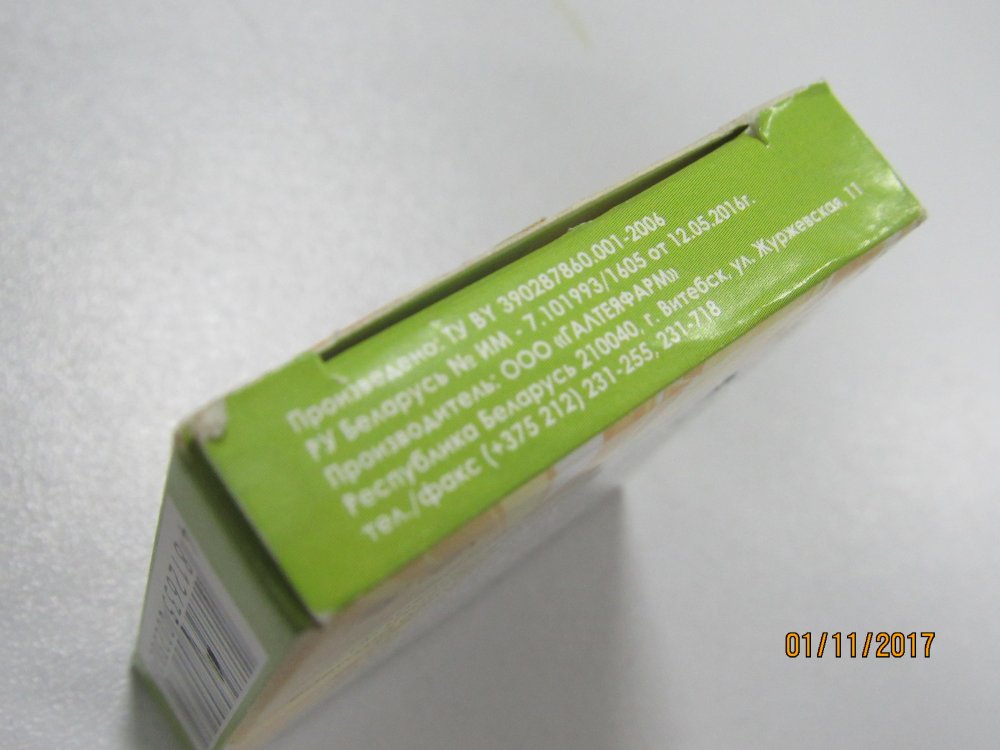 Произведено: ТУ BY 390287860.001-2006
РУ Беларусь № ИМ - 7.101993/1605 от 12.05.2016г.
Производитель: ООО «ГАЛТЕЯФАРМ»
Республика Беларусь 210040, г. Витебск, ул. Журжевская, 11
тел./факс (+375 212) 231-255, 231-718
01/11/2017